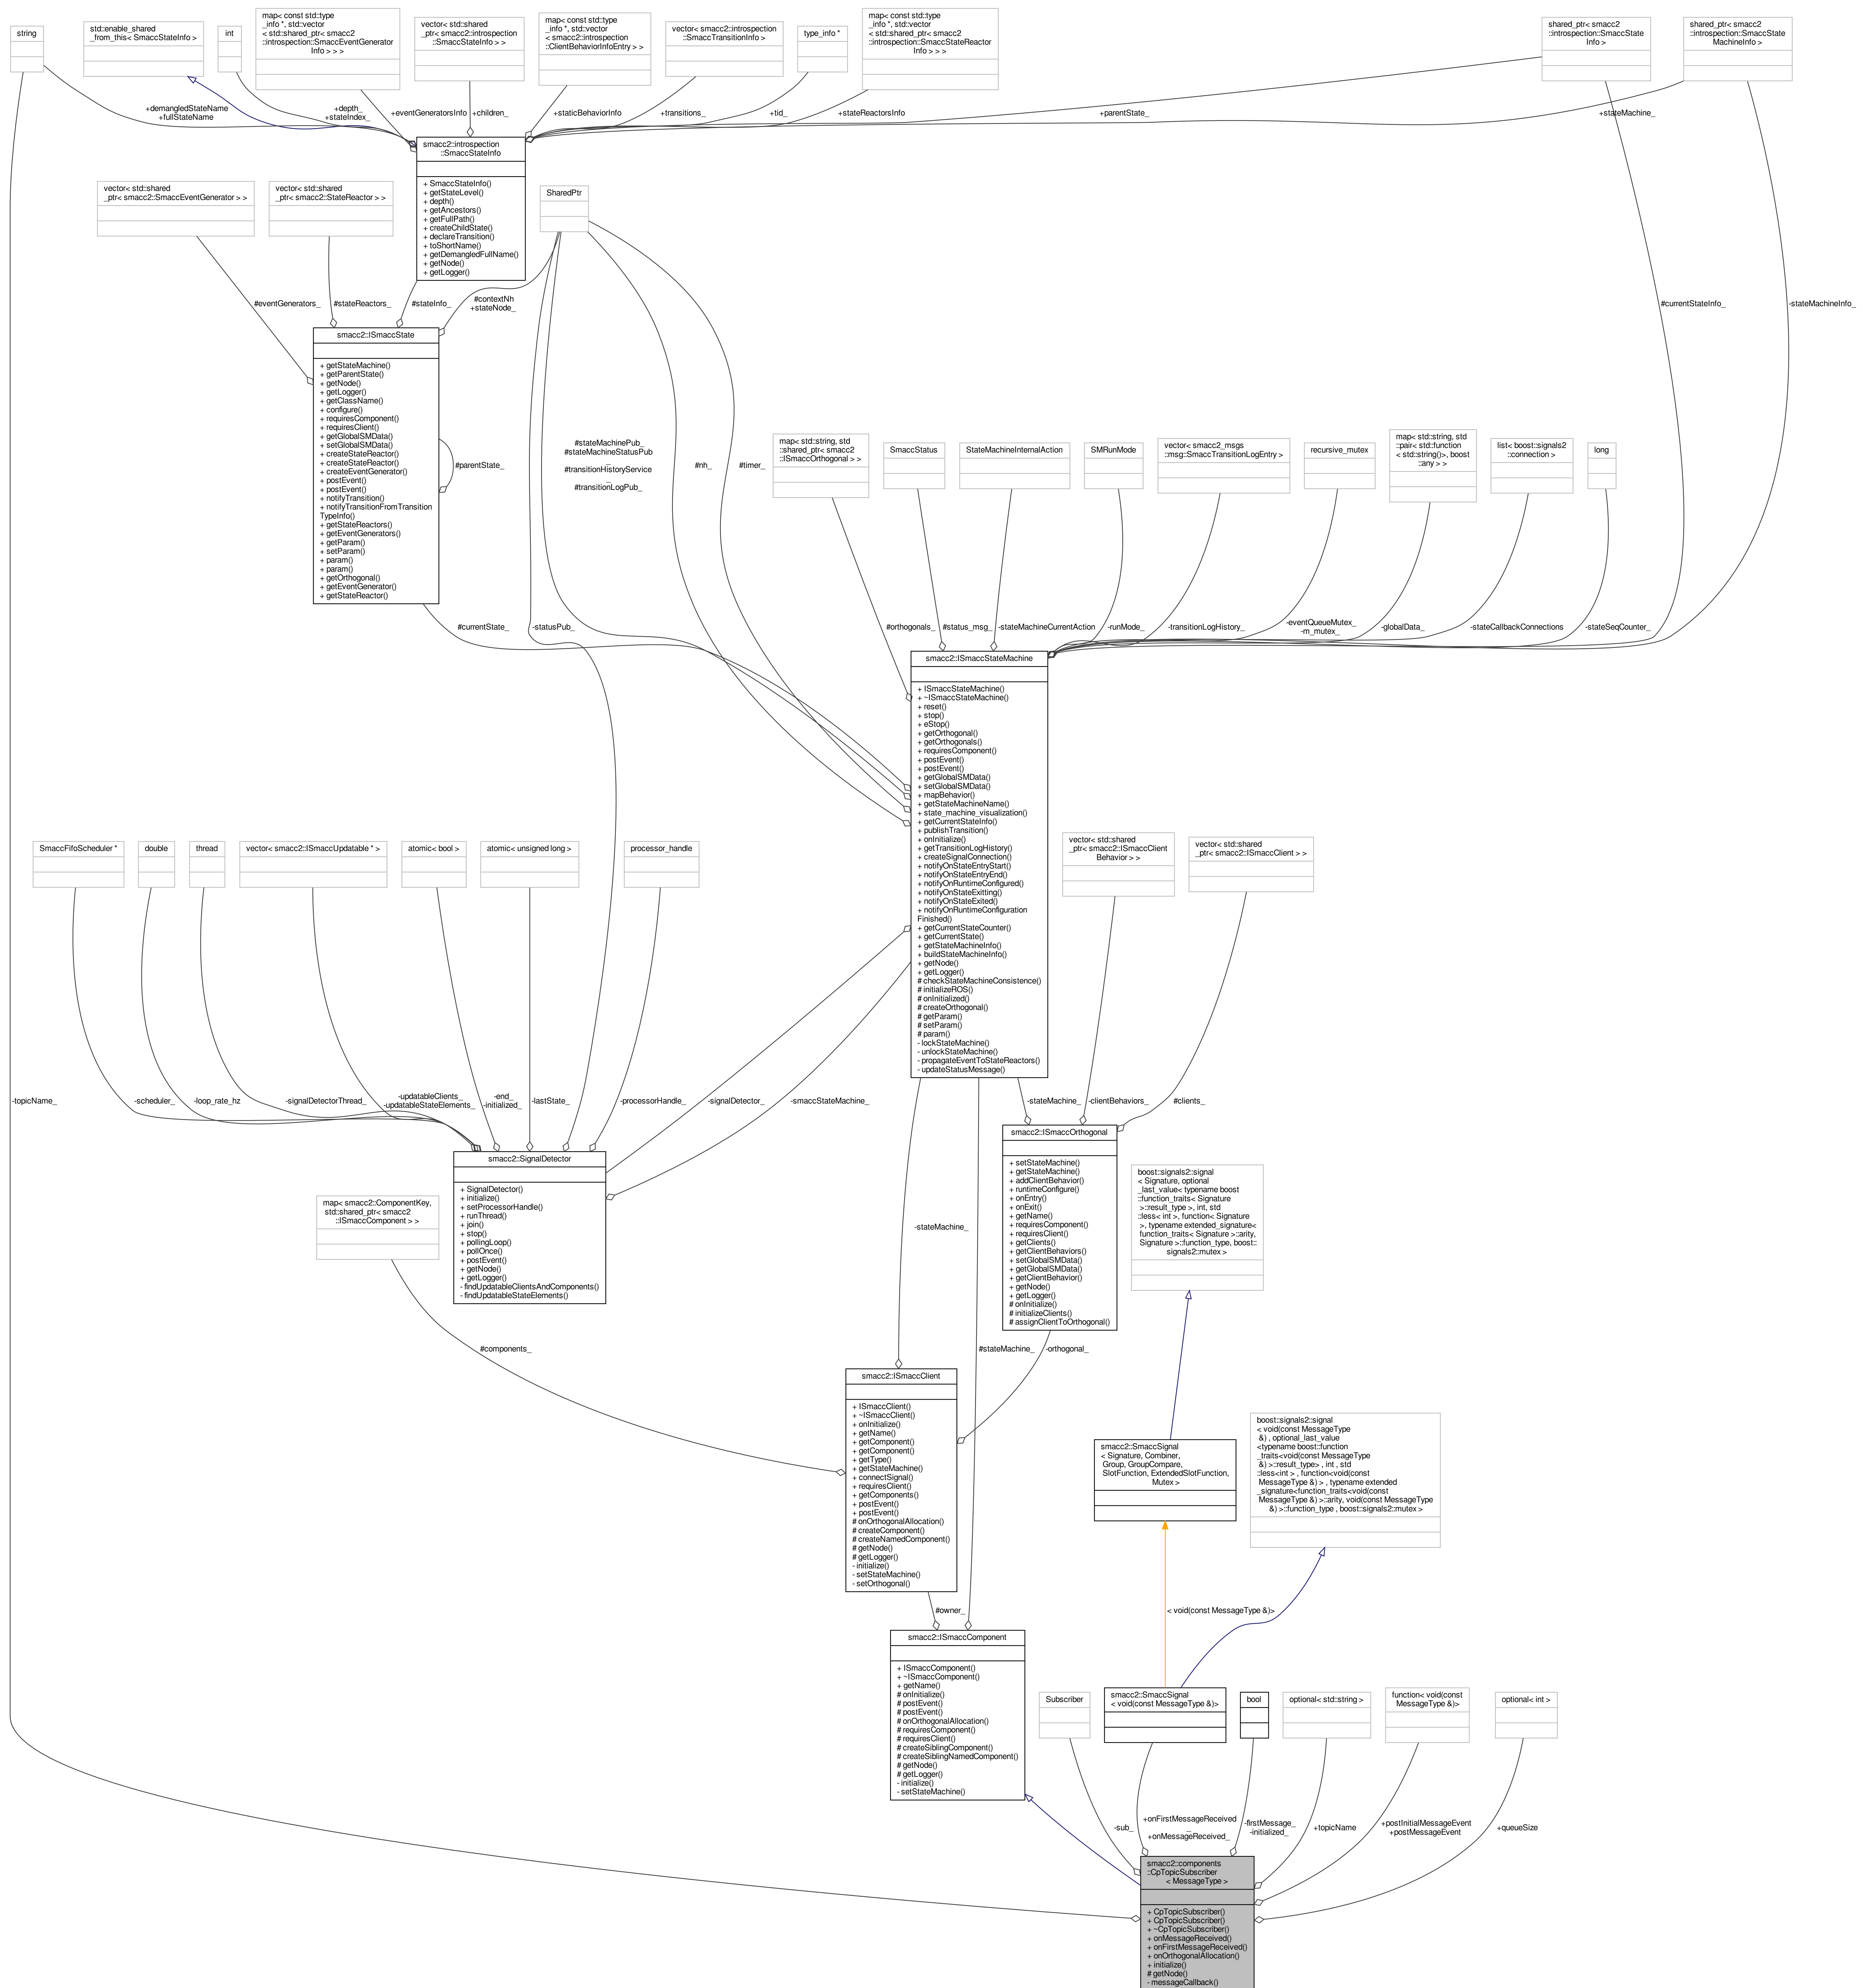 string
std::enable_shared
_from_this< SmaccStateInfo >
int
map< const std::type
_info *, std::vector
< std::shared_ptr< smacc2
::introspection::SmaccEventGenerator
Info > > >
vector< std::shared
_ptr< smacc2::introspection
::SmaccStateInfo > >
map< const std::type
_info *, std::vector
< smacc2::introspection
::ClientBehaviorInfoEntry > >
vector< smacc2::introspection
::SmaccTransitionInfo >
type_info *
map< const std::type
_info *, std::vector
< std::shared_ptr< smacc2
::introspection::SmaccStateReactor
Info > > >
shared_ptr< smacc2
::introspection::SmaccState
Info >
shared_ptr< smacc2
::introspection::SmaccState
MachineInfo >
+demangledStateName
+fullStateName
+depth_
+stateIndex_
+eventGeneratorsInfo
+children_
+staticBehaviorInfo
+transitions_
+tid_
+stateReactorsInfo
+parentState_
+stateMachine_
smacc2::introspection
::SmaccStateInfo
+ SmaccStateInfo()
+ getStateLevel()
+ depth()
+ getAncestors()
+ getFullPath()
+ createChildState()
+ declareTransition()
+ toShortName()
+ getDemangledFullName()
+ getNode()
+ getLogger()
vector< std::shared
_ptr< smacc2::SmaccEventGenerator > >
vector< std::shared
_ptr< smacc2::StateReactor > >
SharedPtr
#eventGenerators_
#stateReactors_
#stateInfo_
#contextNh
+stateNode_
#currentStateInfo_
-stateMachineInfo_
smacc2::ISmaccState
+ getStateMachine()
+ getParentState()
+ getNode()
+ getLogger()
+ getClassName()
+ configure()
+ requiresComponent()
+ requiresClient()
+ getGlobalSMData()
+ setGlobalSMData()
+ createStateReactor()
+ createStateReactor()
+ createEventGenerator()
+ postEvent()
+ postEvent()
+ notifyTransition()
+ notifyTransitionFromTransition
TypeInfo()
+ getStateReactors()
+ getEventGenerators()
+ getParam()
+ setParam()
+ param()
+ param()
+ getOrthogonal()
+ getEventGenerator()
+ getStateReactor()
#parentState_
#stateMachinePub_
#stateMachineStatusPub
_
#transitionHistoryService
_
#transitionLogPub_
#nh_
#timer_
map< std::string, std
::shared_ptr< smacc2
::ISmaccOrthogonal > >
SmaccStatus
StateMachineInternalAction
SMRunMode
vector< smacc2_msgs
::msg::SmaccTransitionLogEntry >
recursive_mutex
map< std::string, std
::pair< std::function
< std::string()>, boost
::any > >
list< boost::signals2
::connection >
long
#currentState_
-statusPub_
#orthogonals_
#status_msg_
-stateMachineCurrentAction
-runMode_
-transitionLogHistory_
-eventQueueMutex_
-m_mutex_
-globalData_
-stateCallbackConnections
-stateSeqCounter_
smacc2::ISmaccStateMachine
+ ISmaccStateMachine()
+ ~ISmaccStateMachine()
+ reset()
+ stop()
+ eStop()
+ getOrthogonal()
+ getOrthogonals()
+ requiresComponent()
+ postEvent()
+ postEvent()
+ getGlobalSMData()
+ setGlobalSMData()
+ mapBehavior()
+ getStateMachineName()
+ state_machine_visualization()
+ getCurrentStateInfo()
+ publishTransition()
+ onInitialize()
+ getTransitionLogHistory()
+ createSignalConnection()
+ notifyOnStateEntryStart()
+ notifyOnStateEntryEnd()
+ notifyOnRuntimeConfigured()
+ notifyOnStateExitting()
+ notifyOnStateExited()
+ notifyOnRuntimeConfiguration
Finished()
+ getCurrentStateCounter()
+ getCurrentState()
+ getStateMachineInfo()
+ buildStateMachineInfo()
+ getNode()
+ getLogger()
# checkStateMachineConsistence()
# initializeROS()
# onInitialized()
# createOrthogonal()
# getParam()
# setParam()
# param()
- lockStateMachine()
- unlockStateMachine()
- propagateEventToStateReactors()
- updateStatusMessage()
SmaccFifoScheduler *
double
thread
vector< smacc2::ISmaccUpdatable * >
atomic< bool >
atomic< unsigned long >
processor_handle
vector< std::shared
_ptr< smacc2::ISmaccClient
Behavior > >
vector< std::shared
_ptr< smacc2::ISmaccClient > >
-topicName_
-scheduler_
-loop_rate_hz
-signalDetectorThread_
-updatableClients_
-updatableStateElements_
-end_
-initialized_
-lastState_
-processorHandle_
-signalDetector_
-smaccStateMachine_
-stateMachine_
-clientBehaviors_
#clients_
smacc2::SignalDetector
+ SignalDetector()
+ initialize()
+ setProcessorHandle()
+ runThread()
+ join()
+ stop()
+ pollingLoop()
+ pollOnce()
+ postEvent()
+ getNode()
+ getLogger()
- findUpdatableClientsAndComponents()
- findUpdatableStateElements()
smacc2::ISmaccOrthogonal
+ setStateMachine()
+ getStateMachine()
+ addClientBehavior()
+ runtimeConfigure()
+ onEntry()
+ onExit()
+ getName()
+ requiresComponent()
+ requiresClient()
+ getClients()
+ getClientBehaviors()
+ setGlobalSMData()
+ getGlobalSMData()
+ getClientBehavior()
+ getNode()
+ getLogger()
# onInitialize()
# initializeClients()
# assignClientToOrthogonal()
map< smacc2::ComponentKey,
std::shared_ptr< smacc2
::ISmaccComponent > >
boost::signals2::signal
< Signature, optional
_last_value< typename boost
::function_traits< Signature
>::result_type >, int, std
::less< int >, function< Signature
>, typename extended_signature<
function_traits< Signature >::arity,
Signature >::function_type, boost::
signals2::mutex >
-stateMachine_
#components_
#stateMachine_
-orthogonal_
smacc2::ISmaccClient
+ ISmaccClient()
+ ~ISmaccClient()
+ onInitialize()
+ getName()
+ getComponent()
+ getComponent()
+ getType()
+ getStateMachine()
+ connectSignal()
+ requiresClient()
+ getComponents()
+ postEvent()
+ postEvent()
# onOrthogonalAllocation()
# createComponent()
# createNamedComponent()
# getNode()
# getLogger()
- initialize()
- setStateMachine()
- setOrthogonal()
smacc2::SmaccSignal
< Signature, Combiner,
Group, GroupCompare,
SlotFunction, ExtendedSlotFunction,
Mutex >
boost::signals2::signal
< void(const MessageType
&) , optional_last_value
<typename boost::function
_traits<void(const MessageType
&) >::result_type> , int , std
::less<int > , function<void(const
MessageType &) > , typename extended
_signature<function_traits<void(const
MessageType &) >::arity, void(const MessageType
&) >::function_type , boost::signals2::mutex >
#owner_
< void(const MessageType &)>
smacc2::ISmaccComponent
+ ISmaccComponent()
+ ~ISmaccComponent()
+ getName()
# onInitialize()
# postEvent()
# postEvent()
# onOrthogonalAllocation()
# requiresComponent()
# requiresClient()
# createSiblingComponent()
# createSiblingNamedComponent()
# getNode()
# getLogger()
- initialize()
- setStateMachine()
Subscriber
smacc2::SmaccSignal
< void(const MessageType &)>
bool
optional< std::string >
function< void(const
MessageType &)>
optional< int >
-sub_
+onFirstMessageReceived
_
+onMessageReceived_
-firstMessage_
-initialized_
+topicName
+postInitialMessageEvent
+postMessageEvent
+queueSize
smacc2::components
::CpTopicSubscriber
< MessageType >
+ CpTopicSubscriber()
+ CpTopicSubscriber()
+ ~CpTopicSubscriber()
+ onMessageReceived()
+ onFirstMessageReceived()
+ onOrthogonalAllocation()
+ initialize()
# getNode()
- messageCallback()